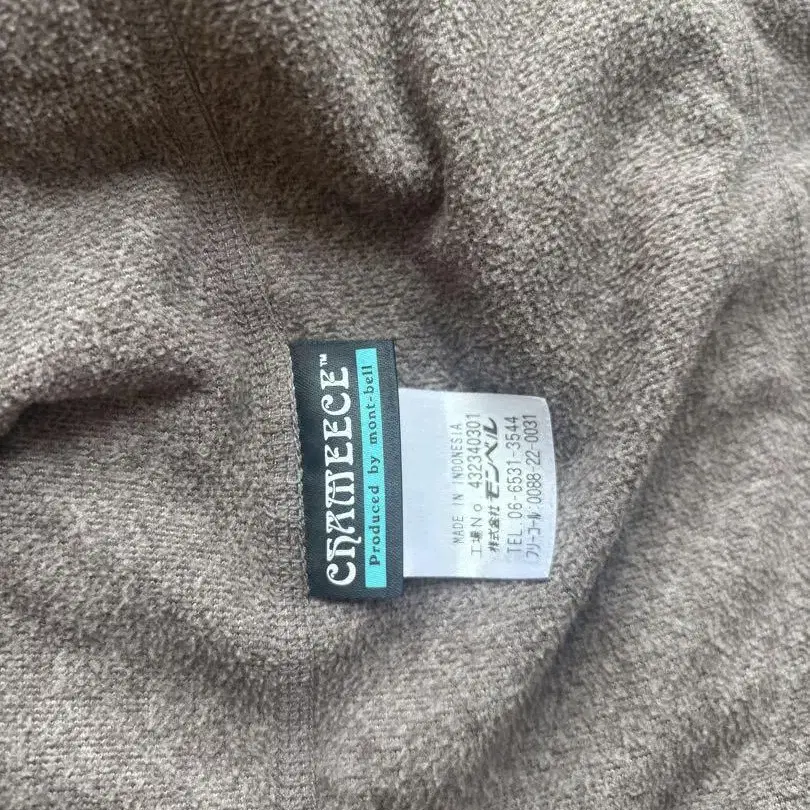 CHAMEECE™
Produced by mont-bell
MADE IN INDONESIA
工場No 432340301
株式会社モンベル
TEL.06-6531-3544
フリーコール:0088-22-0031